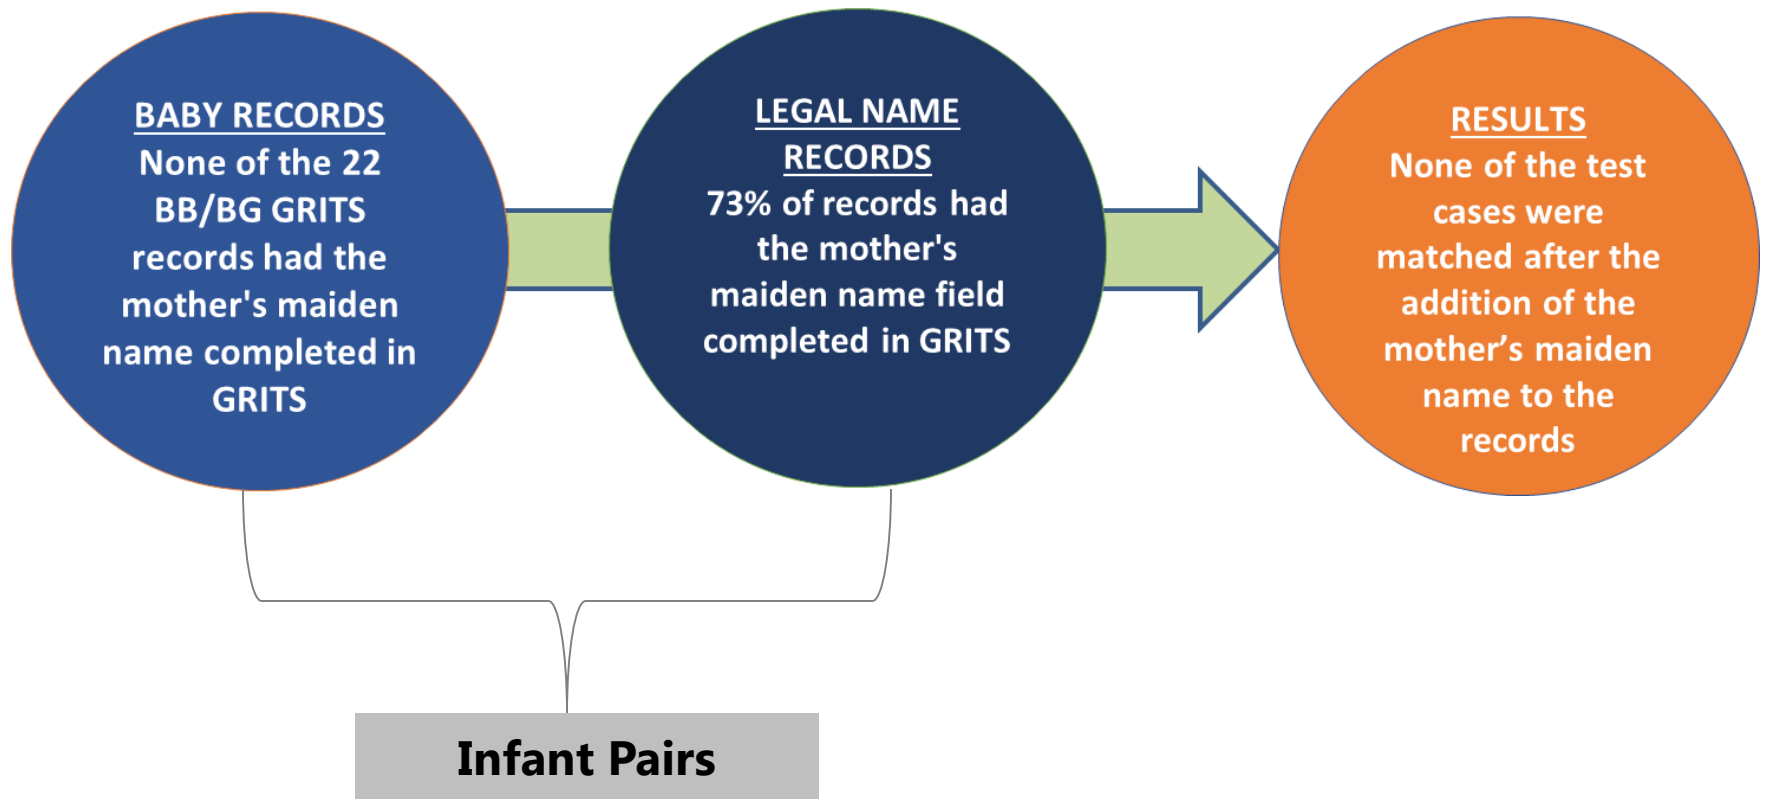 BABY RECORDS
None of the 22
BB/BG GRITS
records had the
mother's maiden
name completed in
GRITS
LEGAL NAME
RECORDS
73% of records had
the mother's
maiden name field
completed in GRITS
RESULTS
None of the test
cases were
matched after the
addition of the
mother’s maiden
name to the
records
Infant Pairs